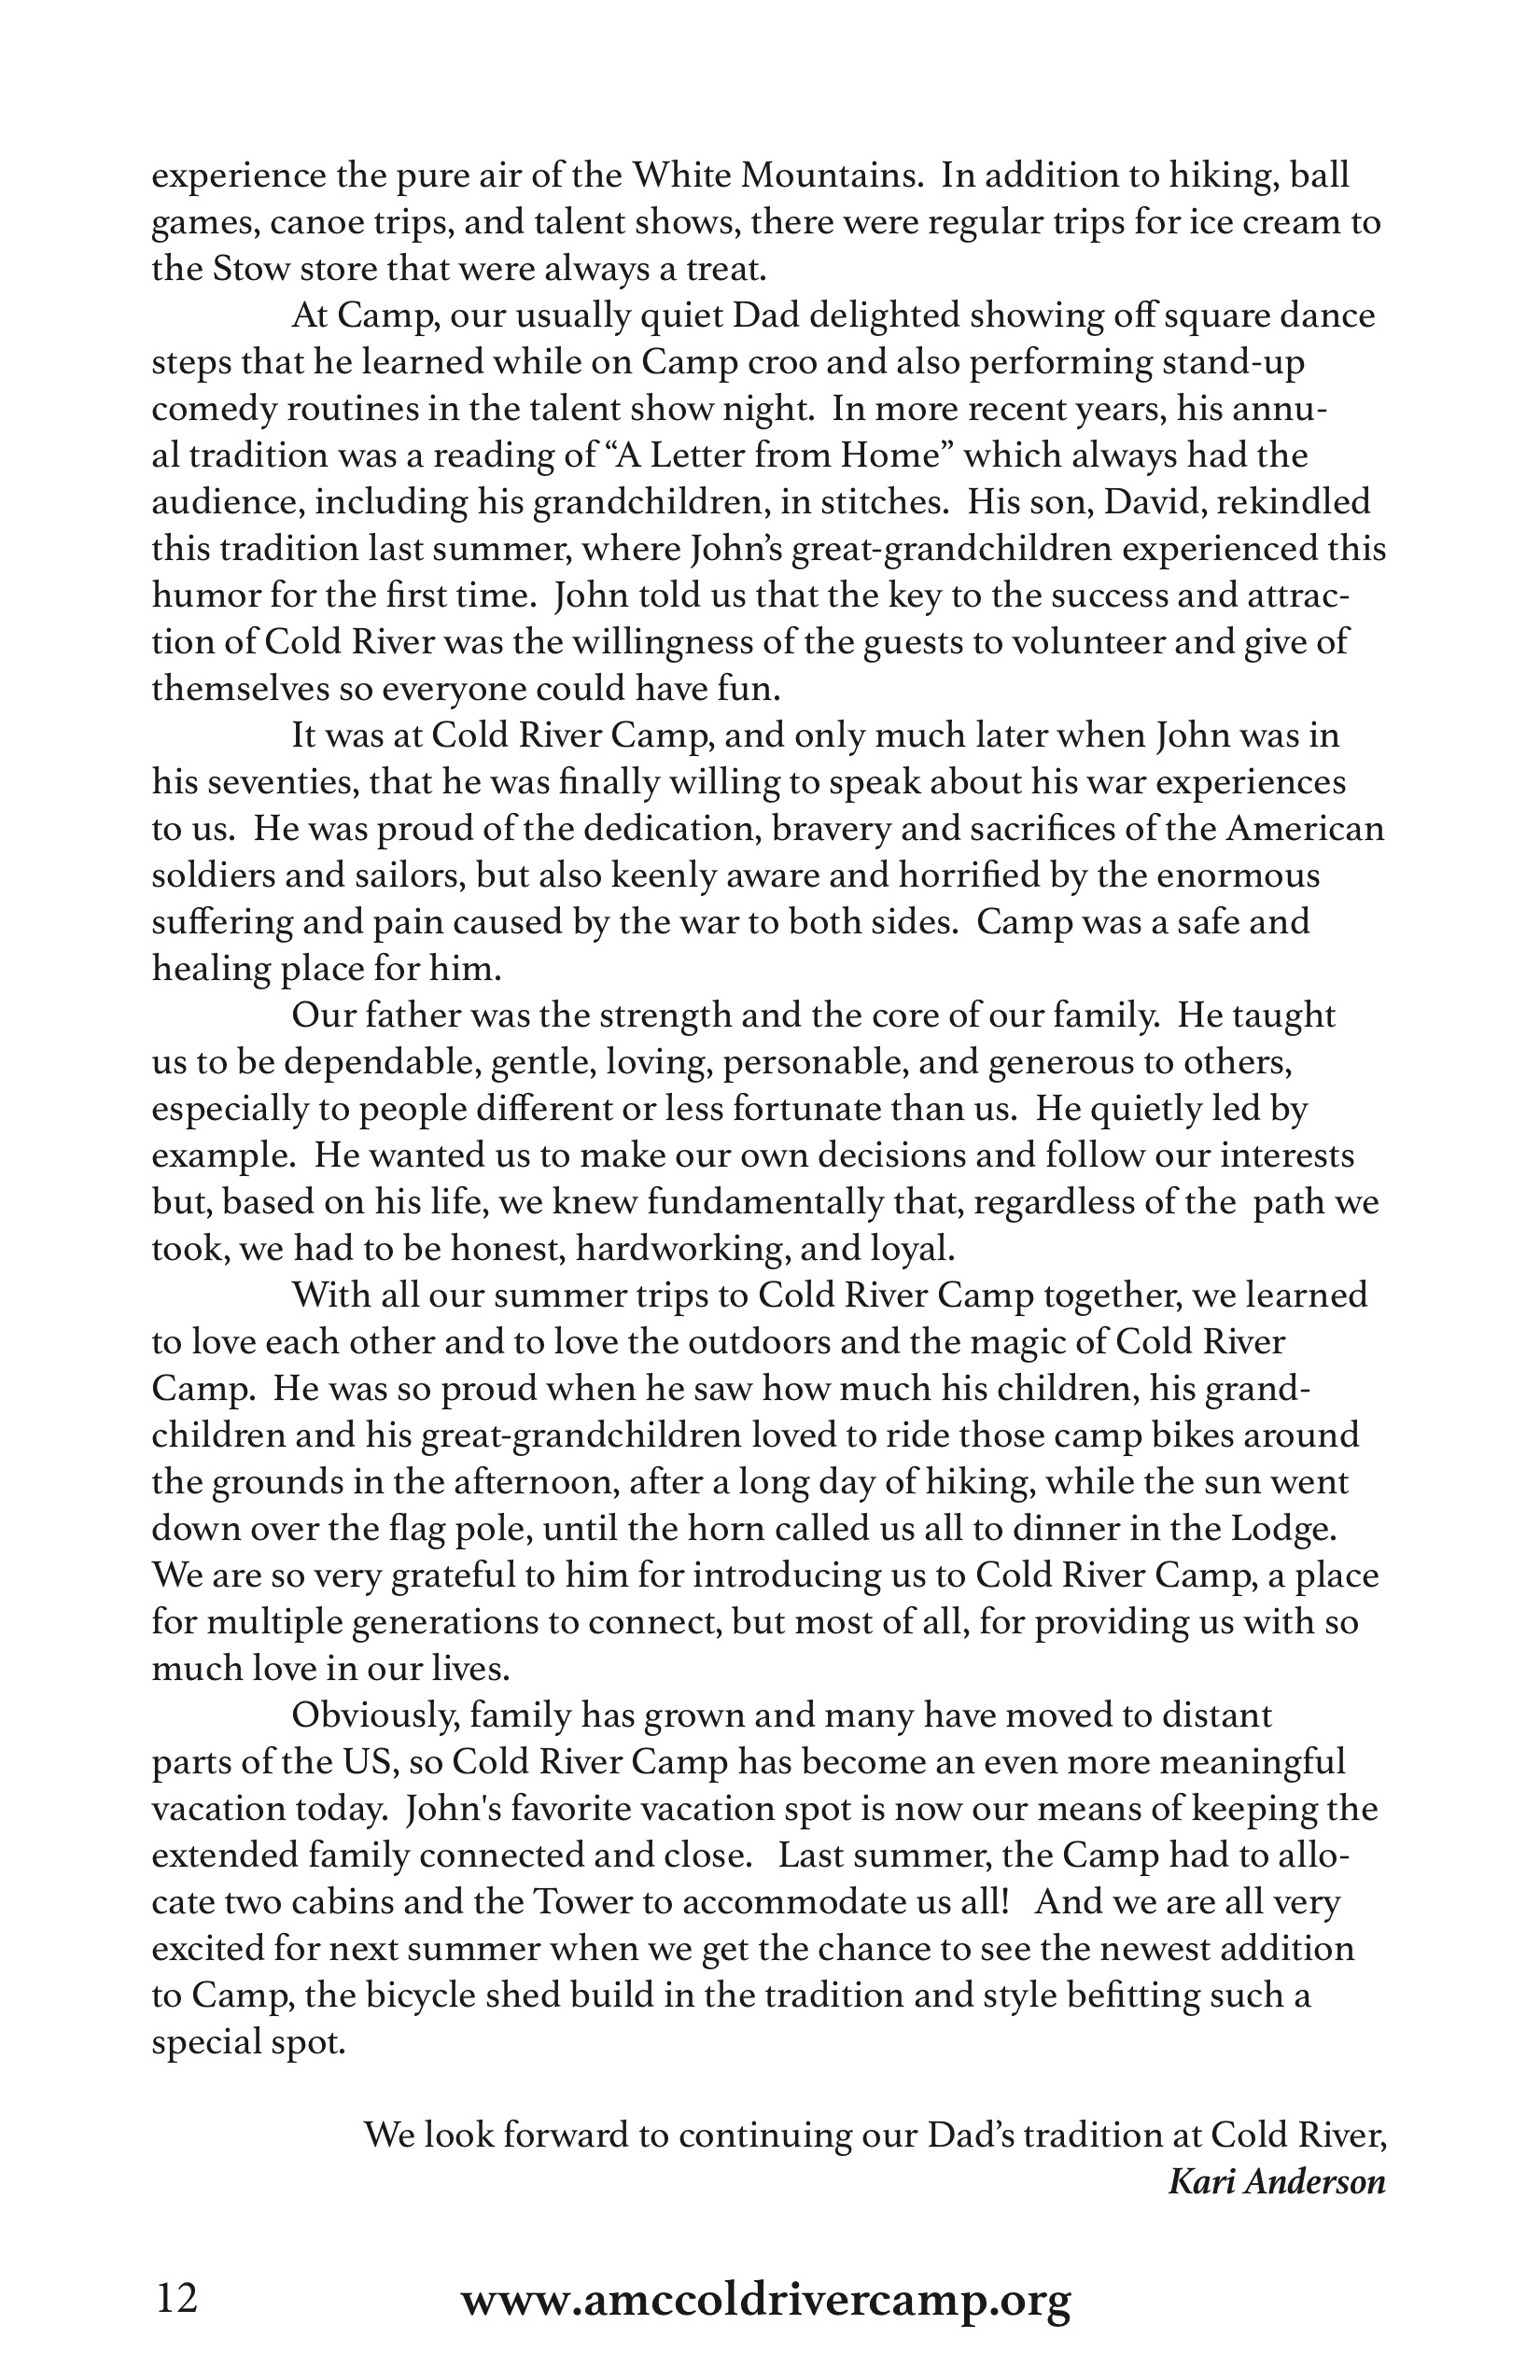 experience the pure air of the White Mountains.  In addition to hiking, ball
games, canoe trips, and talent shows, there were regular trips for ice cream to
the Stow store that were always a treat.
At Camp, our usually quiet Dad delighted showing off square dance
steps that he learned while on Camp croo and also performing stand-up
comedy routines in the talent show night.  In more recent years, his annu-
al tradition was a reading of “A Letter from Home” which always had the
audience, including his grandchildren, in stitches.  His son, David, rekindled
this tradition last summer, where John’s great-grandchildren experienced this
humor for the first time.  John told us that the key to the success and attrac-
tion of Cold River was the willingness of the guests to volunteer and give of
themselves so everyone could have fun.
It was at Cold River Camp, and only much later when John was in
his seventies, that he was finally willing to speak about his war experiences
to us.  He was proud of the dedication, bravery and sacrifices of the American
soldiers and sailors, but also keenly aware and horrified by the enormous
suffering and pain caused by the war to both sides.  Camp was a safe and
healing place for him.
Our father was the strength and the core of our family.  He taught
us to be dependable, gentle, loving, personable, and generous to others,
especially to people different or less fortunate than us.  He quietly led by
example.  He wanted us to make our own decisions and follow our interests
but, based on his life, we knew fundamentally that, regardless of the  path we
took, we had to be honest, hardworking, and loyal.
With all our summer trips to Cold River Camp together, we learned
to love each other and to love the outdoors and the magic of Cold River
Camp.  He was so proud when he saw how much his children, his grand-
children and his great-grandchildren loved to ride those camp bikes around
the grounds in the afternoon, after a long day of hiking, while the sun went
down over the flag pole, until the horn called us all to dinner in the Lodge.
We are so very grateful to him for introducing us to Cold River Camp, a place
for multiple generations to connect, but most of all, for providing us with so
much love in our lives.
Obviously, family has grown and many have moved to distant
parts of the US, so Cold River Camp has become an even more meaningful
vacation today.  John's favorite vacation spot is now our means of keeping the
extended family connected and close.   Last summer, the Camp had to allo-
cate two cabins and the Tower to accommodate us all!   And we are all very
excited for next summer when we get the chance to see the newest addition
to Camp, the bicycle shed build in the tradition and style befitting such a
special spot.
We look forward to continuing our Dad’s tradition at Cold River,
Kari Anderson
12 www.amccoldrivercamp.org